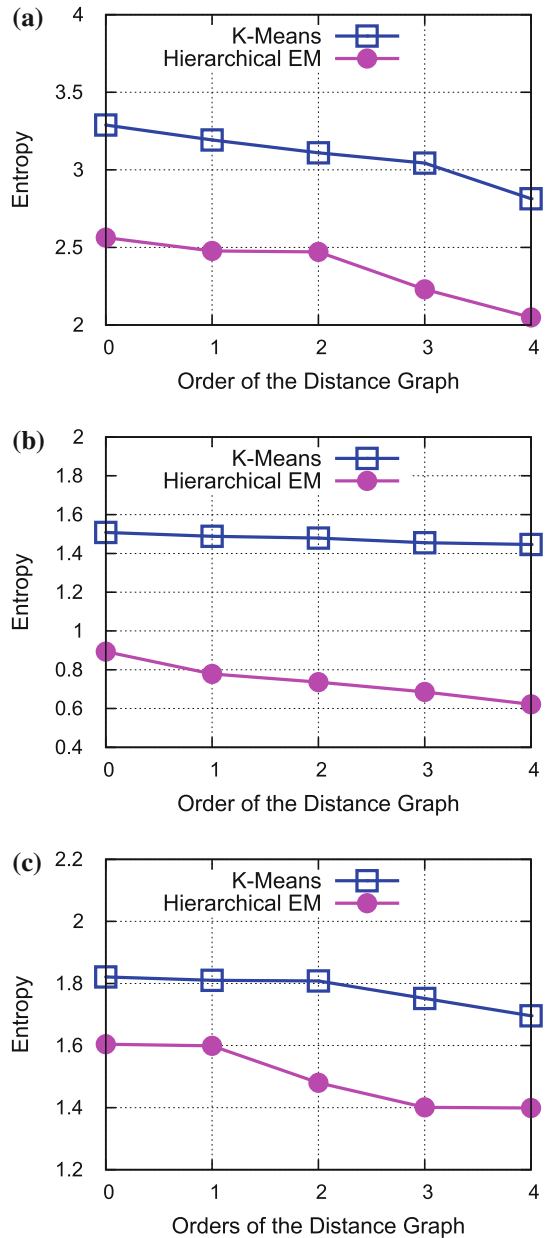 (a)
4
3.5
3
2.5
2
Entropy
K-Means
Hierarchical EM
0 1 2 3 4
Order of the Distance Graph
(b)
2
1.8
1.6
1.4
1.2
1
0.8
0.6
0.4
Entropy
K-Means
Hierarchical EM
0 1 2 3 4
Order of the Distance Graph
(c)
2.2
2
1.8
1.6
1.4
1.2
Entropy
K-Means
Hierarchical EM
0 1 2 3 4
Orders of the Distance Graph